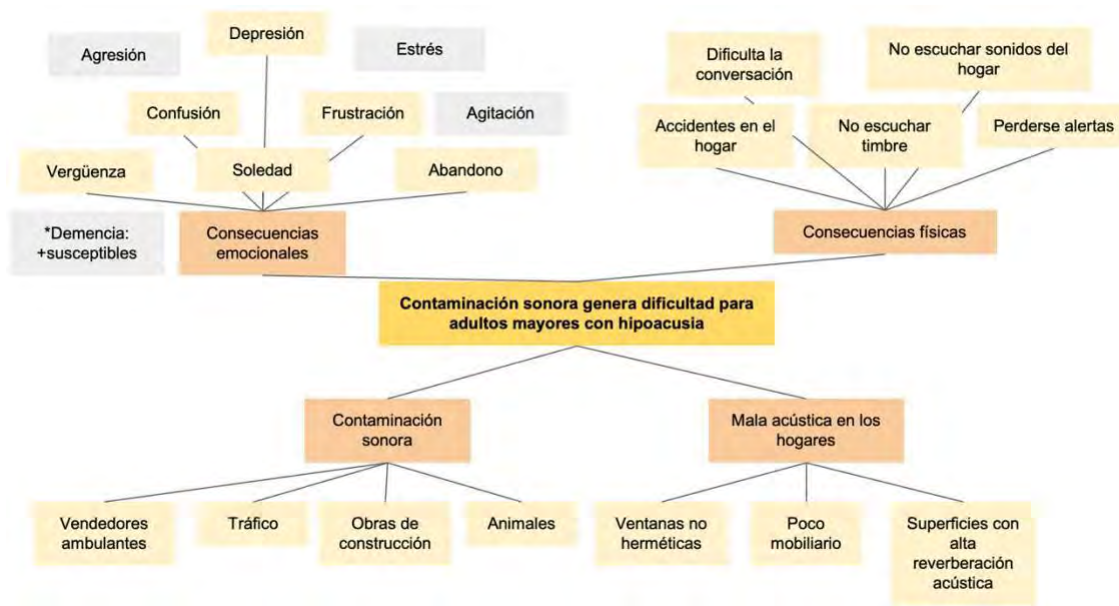 Depresión
Agresión
Estrés
Confusión
Frustración
Agitación
Vergüenza
Soledad
Abandono
*Demencia:
+susceptibles
Consecuencias
emocionales
Dificulta la
conversación
No escuchar sonidos del
hogar
Accidentes en el
hogar
No escuchar
timbre
Perderse alertas
Consecuencias físicas
Contaminación sonora genera dificultad para
adultos mayores con hipoacusia
Contaminación
sonora
Mala acústica en los
hogares
Vendedores
ambulantes
Tráfico
Obras de
construcción
Animales
Ventanas no
herméticas
Poco
mobiliario
Superficies con
alta
reverberación
acústica